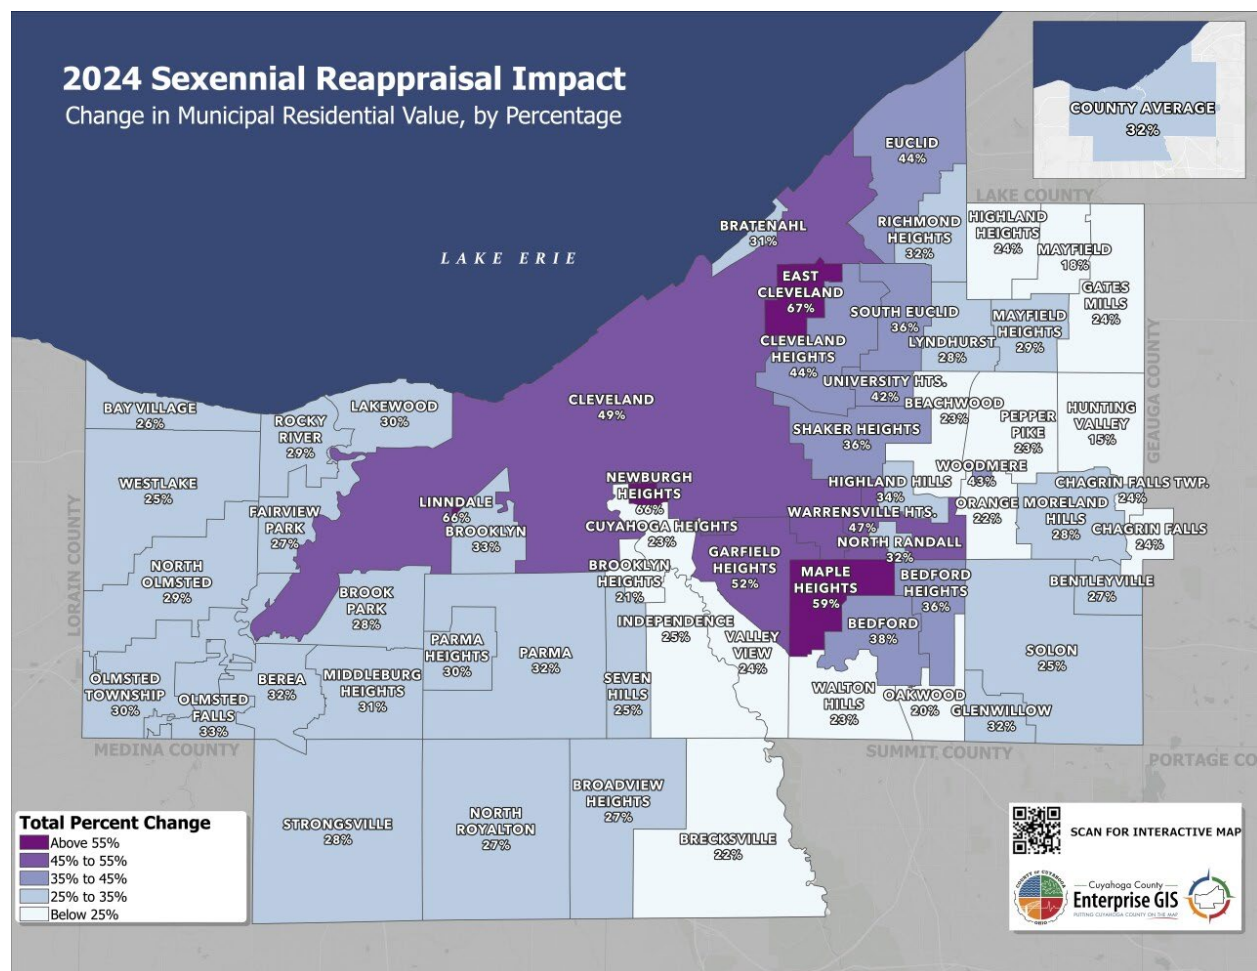 2024 Sexennial Reappraisal Impact
Change in Municipal Residential Value, by Percentage
COUNTY AVERAGE
32%
LAKE ERIE
LAKE COUNTY
GEAUGA COUNTY
LORAIN COUNTY
MEDINA COUNTY
SUMMIT COUNTY
PORTAGE CO
EUCLID
44%
BRATENAHL
31%
RICHMOND
HEIGHTS
32%
HIGHLAND
HEIGHTS
24%
MAYFIELD
18%
GATES
MILLS
24%
EAST
CLEVELAND
67%
SOUTH EUCLID
36%
CLEVELAND
HEIGHTS
44%
LYNDHURST
28%
MAYFIELD
HEIGHTS
29%
UNIVERSITY HTS.
42%
BEACHWOOD
23%
PEPPER
PIKE
23%
HUNTING
VALLEY
15%
CLEVELAND
49%
SHAKER HEIGHTS
36%
BAY VILLAGE
26%
ROCKY
RIVER
29%
LAKEWOOD
30%
WESTLAKE
25%
FAIRVIEW
PARK
27%
LINNDALE
66%
BROOKLYN
33%
NEWBURGH
HEIGHTS
66%
CUYAHOGA HEIGHTS
23%
HIGHLAND HILLS
34%
WOODMERE
43%
WARRENSVILLE HTS.
47%
ORANGE
22%
MORELAND
HILLS
28%
CHAGRIN FALLS TWP.
24%
CHAGRIN FALLS
24%
NORTH RANDALL
32%
GARFIELD
HEIGHTS
52%
MAPLE
HEIGHTS
59%
BEDFORD
HEIGHTS
36%
BENTLEYVILLE
27%
BROOKLYN
HEIGHTS
21%
NORTH
OLMSTED
29%
BROOK
PARK
28%
INDEPENDENCE
25%
VALLEY
VIEW
24%
BEDFORD
38%
SOLON
25%
PARMA
HEIGHTS
30%
PARMA
32%
SEVEN
HILLS
25%
OLMSTED
TOWNSHIP
30%
OLMSTED
FALLS
33%
BEREA
32%
MIDDLEBURG
HEIGHTS
31%
WALTON
HILLS
23%
OAKWOOD
20%
GLENWILLOW
32%
STRONGSVILLE
28%
NORTH
ROYALTON
27%
BROADVIEW
HEIGHTS
27%
BRECKSVILLE
22%
Total Percent Change
Above 55%
45% to 55%
35% to 45%
25% to 35%
Below 25%
SCAN FOR INTERACTIVE MAP
COUNTY OF CUYAHOGA
OHIO
Cuyahoga County
Enterprise GIS
PUTTING CUYAHOGA COUNTY ON THE MAP